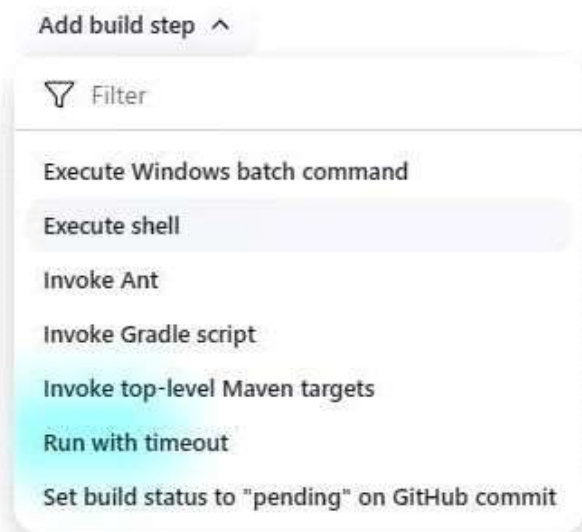 Add build step
Filter
Execute Windows batch command
Execute shell
Invoke Ant
Invoke Gradle script
Invoke top-level Maven targets
Run with timeout
Set build status to "pending" on GitHub commit